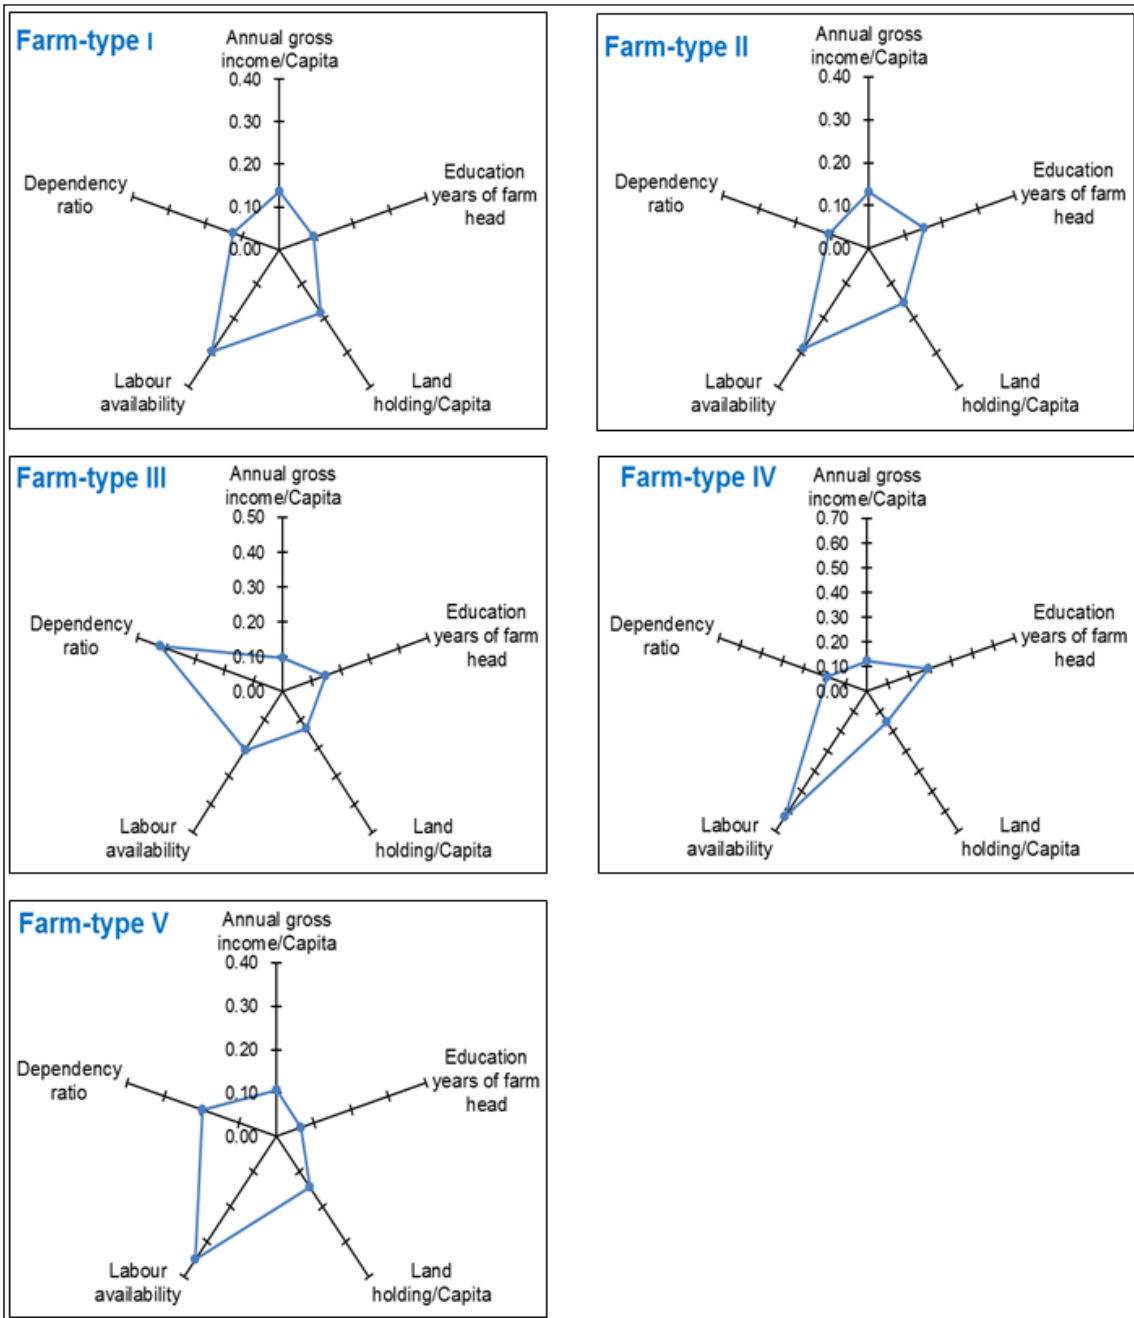 Farm-type I
Annual gross
income/Capita
0.40
0.30
0.20
0.10
0.00
Education
years of farm
head
Land
holding/Capita
Labour
availability
Dependency
ratio
Farm-type II
Annual gross
income/Capita
0.40
0.30
0.20
0.10
0.00
Education
years of farm
head
Land
holding/Capita
Labour
availability
Dependency
ratio
Farm-type III
Annual gross
income/Capita
0.50
0.40
0.30
0.20
0.10
0.00
Education
years of farm
head
Land
holding/Capita
Labour
availability
Dependency
ratio
Farm-type IV
Annual gross
income/Capita
0.70
0.60
0.50
0.40
0.30
0.20
0.10
0.00
Education
years of farm
head
Land
holding/Capita
Labour
availability
Dependency
ratio
Farm-type V
Annual gross
income/Capita
0.40
0.30
0.20
0.10
0.00
Education
years of farm
head
Land
holding/Capita
Labour
availability
Dependency
ratio